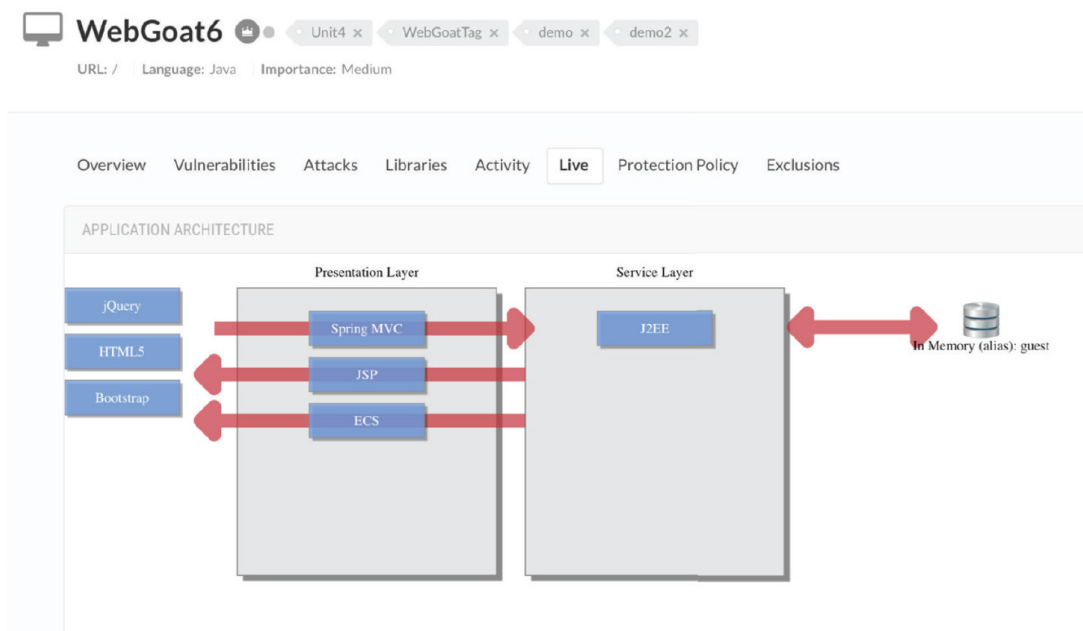 WebGoat6 Unit4 × WebGoatTag × demo × demo2 ×
URL: / Language: Java Importance: Medium
Overview Vulnerabilities Attacks Libraries Activity Live Protection Policy Exclusions
APPLICATION ARCHITECTURE
Presentation Layer Service Layer
jQuery
Spring MVC J2EE
HTML5 In Memory (alias): guest
JSP
Bootstrap
ECS